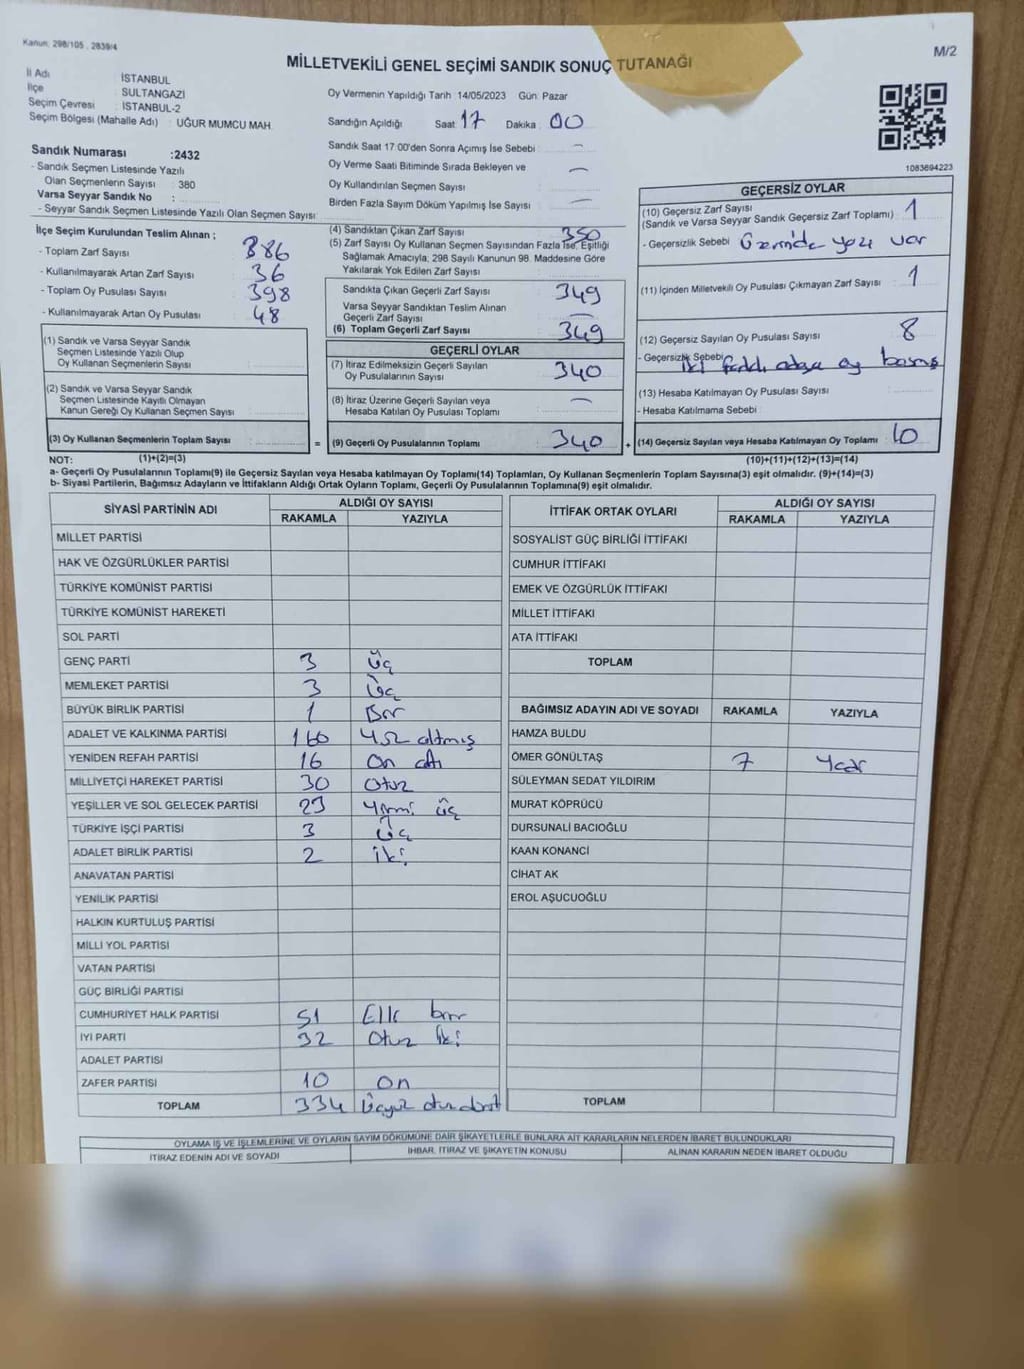 Kanun: 298/105 , 2839/4
M/2
MİLLETVEKİLİ GENEL SEÇİMİ SANDIK SONUÇ TUTANAĞI
İl Adı : İSTANBUL
İlçe : SULTANGAZİ
Seçim Çevresi : İSTANBUL-2
Seçim Bölgesi (Mahalle Adı) : UĞUR MUMCU MAH.
Sandık Numarası :2432
- Sandık Seçmen Listesinde Yazılı
Olan Seçmenlerin Sayısı : 380
Varsa Seyyar Sandık No :
- Seyyar Sandık Seçmen Listesinde Yazılı Olan Seçmen Sayısı:
Oy Vermenin Yapıldığı Tarih 14/05/2023 Gün: Pazar
Sandığın Açıldığı Saat: 17 Dakika : 00
Sandık Saat 17:00'den Sonra Açımış İse Sebebi : -
Oy Verme Saati Bitiminde Sırada Bekleyen ve
Oy Kullandırılan Seçmen Sayısı : -
Birden Fazla Sayım Döküm Yapılmış İse Sayısı : -
1083694223
İlçe Seçim Kurulundan Teslim Alınan ;
- Toplam Zarf Sayısı : 386
- Kullanılmayarak Artan Zarf Sayısı : 36
- Toplam Oy Pusulası Sayısı : 398
- Kullanılmayarak Artan Oy Pusulası : 48
(1) Sandık ve Varsa Seyyar Sandık
Seçmen Listesinde Yazılı Olup
Oy Kullanan Seçmenlerin Sayısı :
(2) Sandık ve Varsa Seyyar Sandık
Seçmen Listesinde Kayıtlı Olmayan
Kanun Gereği Oy Kullanan Seçmen Sayısı :
(3) Oy Kullanan Seçmenlerin Toplam Sayısı :
(4) Sandıktan Çıkan Zarf Sayısı : 350
(5) Zarf Sayısı Oy Kullanan Seçmen Sayısından Fazla İse, Eşitliği
Sağlamak Amacıyla; 298 Sayılı Kanunun 98. Maddesine Göre
Yakılarak Yok Edilen Zarf Sayısı :
Sandıkta Çıkan Geçerli Zarf Sayısı : 349
Varsa Seyyar Sandıktan Teslim Alınan
Geçerli Zarf Sayısı : -
(6) Toplam Geçerli Zarf Sayısı : 349
GEÇERLİ OYLAR
(7) İtiraz Edilmeksizin Geçerli Sayılan
Oy Pusulalarının Sayısı : 340
(8) İtiraz Üzerine Geçerli Sayılan veya
Hesaba Katılan Oy Pusulası Toplamı : -
= (9) Geçerli Oy Pusulalarının Toplamı : 340
GEÇERSİZ OYLAR
(10) Geçersiz Zarf Sayısı : 1
(Sandık ve Varsa Seyyar Sandık Geçersiz Zarf Toplamı)
- Geçersizlik Sebebi : Üzerinde yazı var
(11) İçinden Milletvekili Oy Pusulası Çıkmayan Zarf Sayısı : 1
(12) Geçersiz Sayılan Oy Pusulası Sayısı : 8
- Geçersizlik Sebebi : iki farklı adaya oy basmış
(13) Hesaba Katılmayan Oy Pusulası Sayısı :
- Hesaba Katılmama Sebebi :
+ (14) Geçersiz Sayılan veya Hesaba Katılmayan Oy Toplamı : 10
NOT: (1)+(2)=(3) (10)+(11)+(12)+(13)=(14)
a- Geçerli Oy Pusulalarının Toplamı(9) ile Geçersiz Sayılan veya Hesaba katılmayan Oy Toplamı(14) Toplamları, Oy Kullanan Seçmenlerin Toplam Sayısına(3) eşit olmalıdır. (9)+(14)=(3)
b- Siyasi Partilerin, Bağımsız Adayların ve İttifakların Aldığı Ortak Oyların Toplamı, Geçerli Oy Pusulalarının Toplamına(9) eşit olmalıdır.
SİYASİ PARTİNİN ADI ALDIĞI OY SAYISI
RAKAMLA YAZIYLA
MİLLET PARTİSİ
HAK VE ÖZGÜRLÜKLER PARTİSİ
TÜRKİYE KOMÜNİST PARTİSİ
TÜRKİYE KOMÜNİST HAREKETİ
SOL PARTİ
GENÇ PARTİ 3 üç
MEMLEKET PARTİSİ 3 üç
BÜYÜK BİRLİK PARTİSİ 1 Bir
ADALET VE KALKINMA PARTİSİ 160 yüz altmış
YENİDEN REFAH PARTİSİ 16 on altı
MİLLİYETÇİ HAREKET PARTİSİ 30 otuz
YEŞİLLER VE SOL GELECEK PARTİSİ 23 yirmi üç
TÜRKİYE İŞÇİ PARTİSİ 3 üç
ADALET BİRLİK PARTİSİ 2 iki
ANAVATAN PARTİSİ
YENİLİK PARTİSİ
HALKIN KURTULUŞ PARTİSİ
MİLLİ YOL PARTİSİ
VATAN PARTİSİ
GÜÇ BİRLİĞİ PARTİSİ
CUMHURİYET HALK PARTİSİ 51 Elli bir
İYİ PARTİ 32 otuz iki
ADALET PARTİSİ
ZAFER PARTİSİ 10 on
TOPLAM 334 üçyüz otuz dört
İTTİFAK ORTAK OYLARI ALDIĞI OY SAYISI
RAKAMLA YAZIYLA
SOSYALİST GÜÇ BİRLİĞİ İTTİFAKI
CUMHUR İTTİFAKI
EMEK VE ÖZGÜRLÜK İTTİFAKI
MİLLET İTTİFAKI
ATA İTTİFAKI
TOPLAM
BAĞIMSIZ ADAYIN ADI VE SOYADI RAKAMLA YAZIYLA
HAMZA BULDU
ÖMER GÖNÜLTAŞ 7 yedi
SÜLEYMAN SEDAT YILDIRIM
MURAT KÖPRÜCÜ
DURSUNALİ BACIOĞLU
KAAN KONANCİ
CİHAT AK
EROL AŞUCUOĞLU
TOPLAM
OYLAMA İŞ VE İŞLEMLERİNE VE OYLARIN SAYIM DÖKÜMÜNE DAİR ŞİKAYETLERLE BUNLARA AİT KARARLARIN NELERDEN İBARET BULUNDUKLARI
İTİRAZ EDENİN ADI VE SOYADI İHBAR, İTİRAZ VE ŞİKAYETİN KONUSU ALINAN KARARIN NEDEN İBARET OLDUĞU